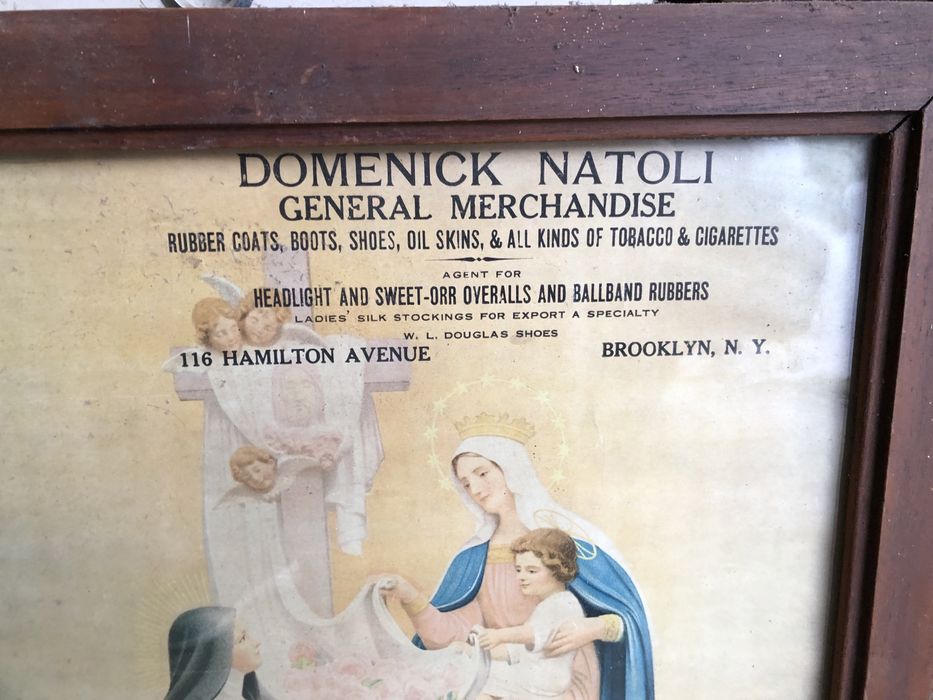 DOMENICK NATOLI
GENERAL MERCHANDISE
RUBBER COATS, BOOTS, SHOES, OIL SKINS, & ALL KINDS OF TOBACCO & CIGARETTES
AGENT FOR
HEADLIGHT AND SWEET-ORR OVERALLS AND BALLBAND RUBBERS
LADIES' SILK STOCKINGS FOR EXPORT A SPECIALTY
W. L. DOUGLAS SHOES
116 HAMILTON AVENUE BROOKLYN, N. Y.